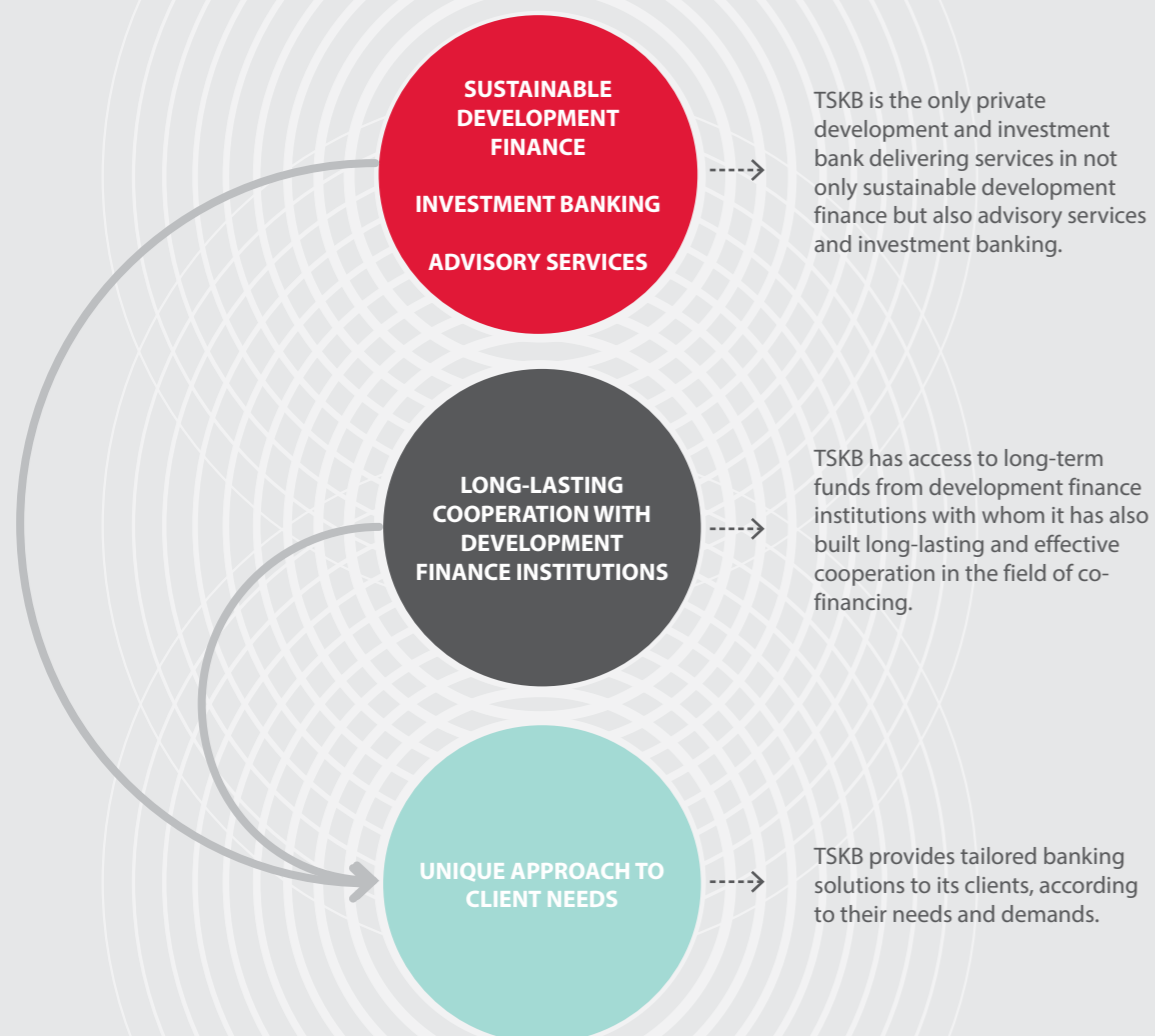 SUSTAINABLE
DEVELOPMENT
FINANCE
INVESTMENT BANKING
ADVISORY SERVICES
TSKB is the only private
development and investment
bank delivering services in not
only sustainable development
finance but also advisory services
and investment banking.
LONG-LASTING
COOPERATION WITH
DEVELOPMENT
FINANCE INSTITUTIONS
TSKB has access to long-term
funds from development finance
institutions with whom it has also
built long-lasting and effective
cooperation in the field of co-
financing.
UNIQUE APPROACH TO
CLIENT NEEDS
TSKB provides tailored banking
solutions to its clients, according
to their needs and demands.